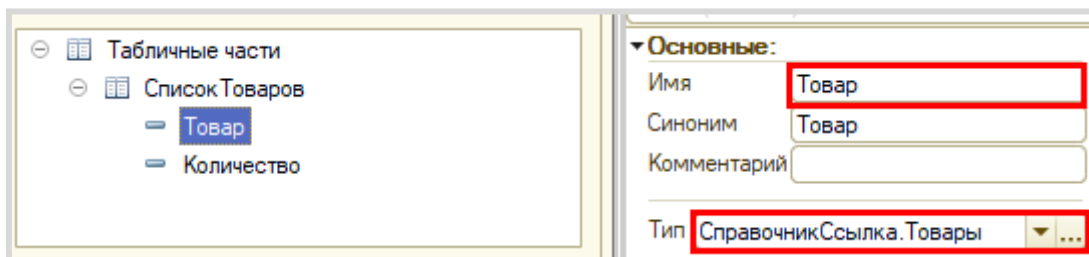 Табличные части
СписокТоваров
Товар
Количество
Основные:
Имя Товар
Синоним Товар
Комментарий
Тип СправочникСсылка.Товары ...